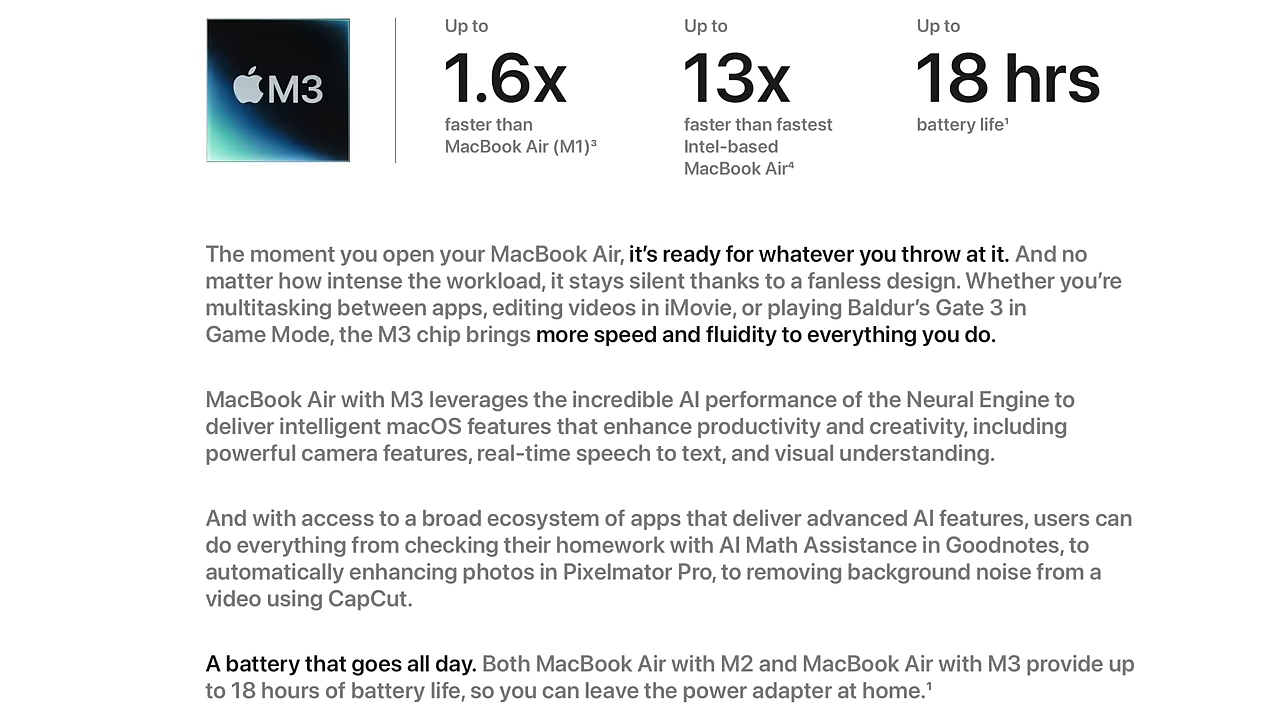 M3
Up to
1.6x
faster than
MacBook Air (M1)³
Up to
13x
faster than fastest
Intel-based
MacBook Air⁴
Up to
18 hrs
battery life¹
The moment you open your MacBook Air, it’s ready for whatever you throw at it. And no
matter how intense the workload, it stays silent thanks to a fanless design. Whether you’re
multitasking between apps, editing videos in iMovie, or playing Baldur’s Gate 3 in
Game Mode, the M3 chip brings more speed and fluidity to everything you do.
MacBook Air with M3 leverages the incredible AI performance of the Neural Engine to
deliver intelligent macOS features that enhance productivity and creativity, including
powerful camera features, real-time speech to text, and visual understanding.
And with access to a broad ecosystem of apps that deliver advanced AI features, users can
do everything from checking their homework with AI Math Assistance in Goodnotes, to
automatically enhancing photos in Pixelmator Pro, to removing background noise from a
video using CapCut.
A battery that goes all day. Both MacBook Air with M2 and MacBook Air with M3 provide up
to 18 hours of battery life, so you can leave the power adapter at home.¹